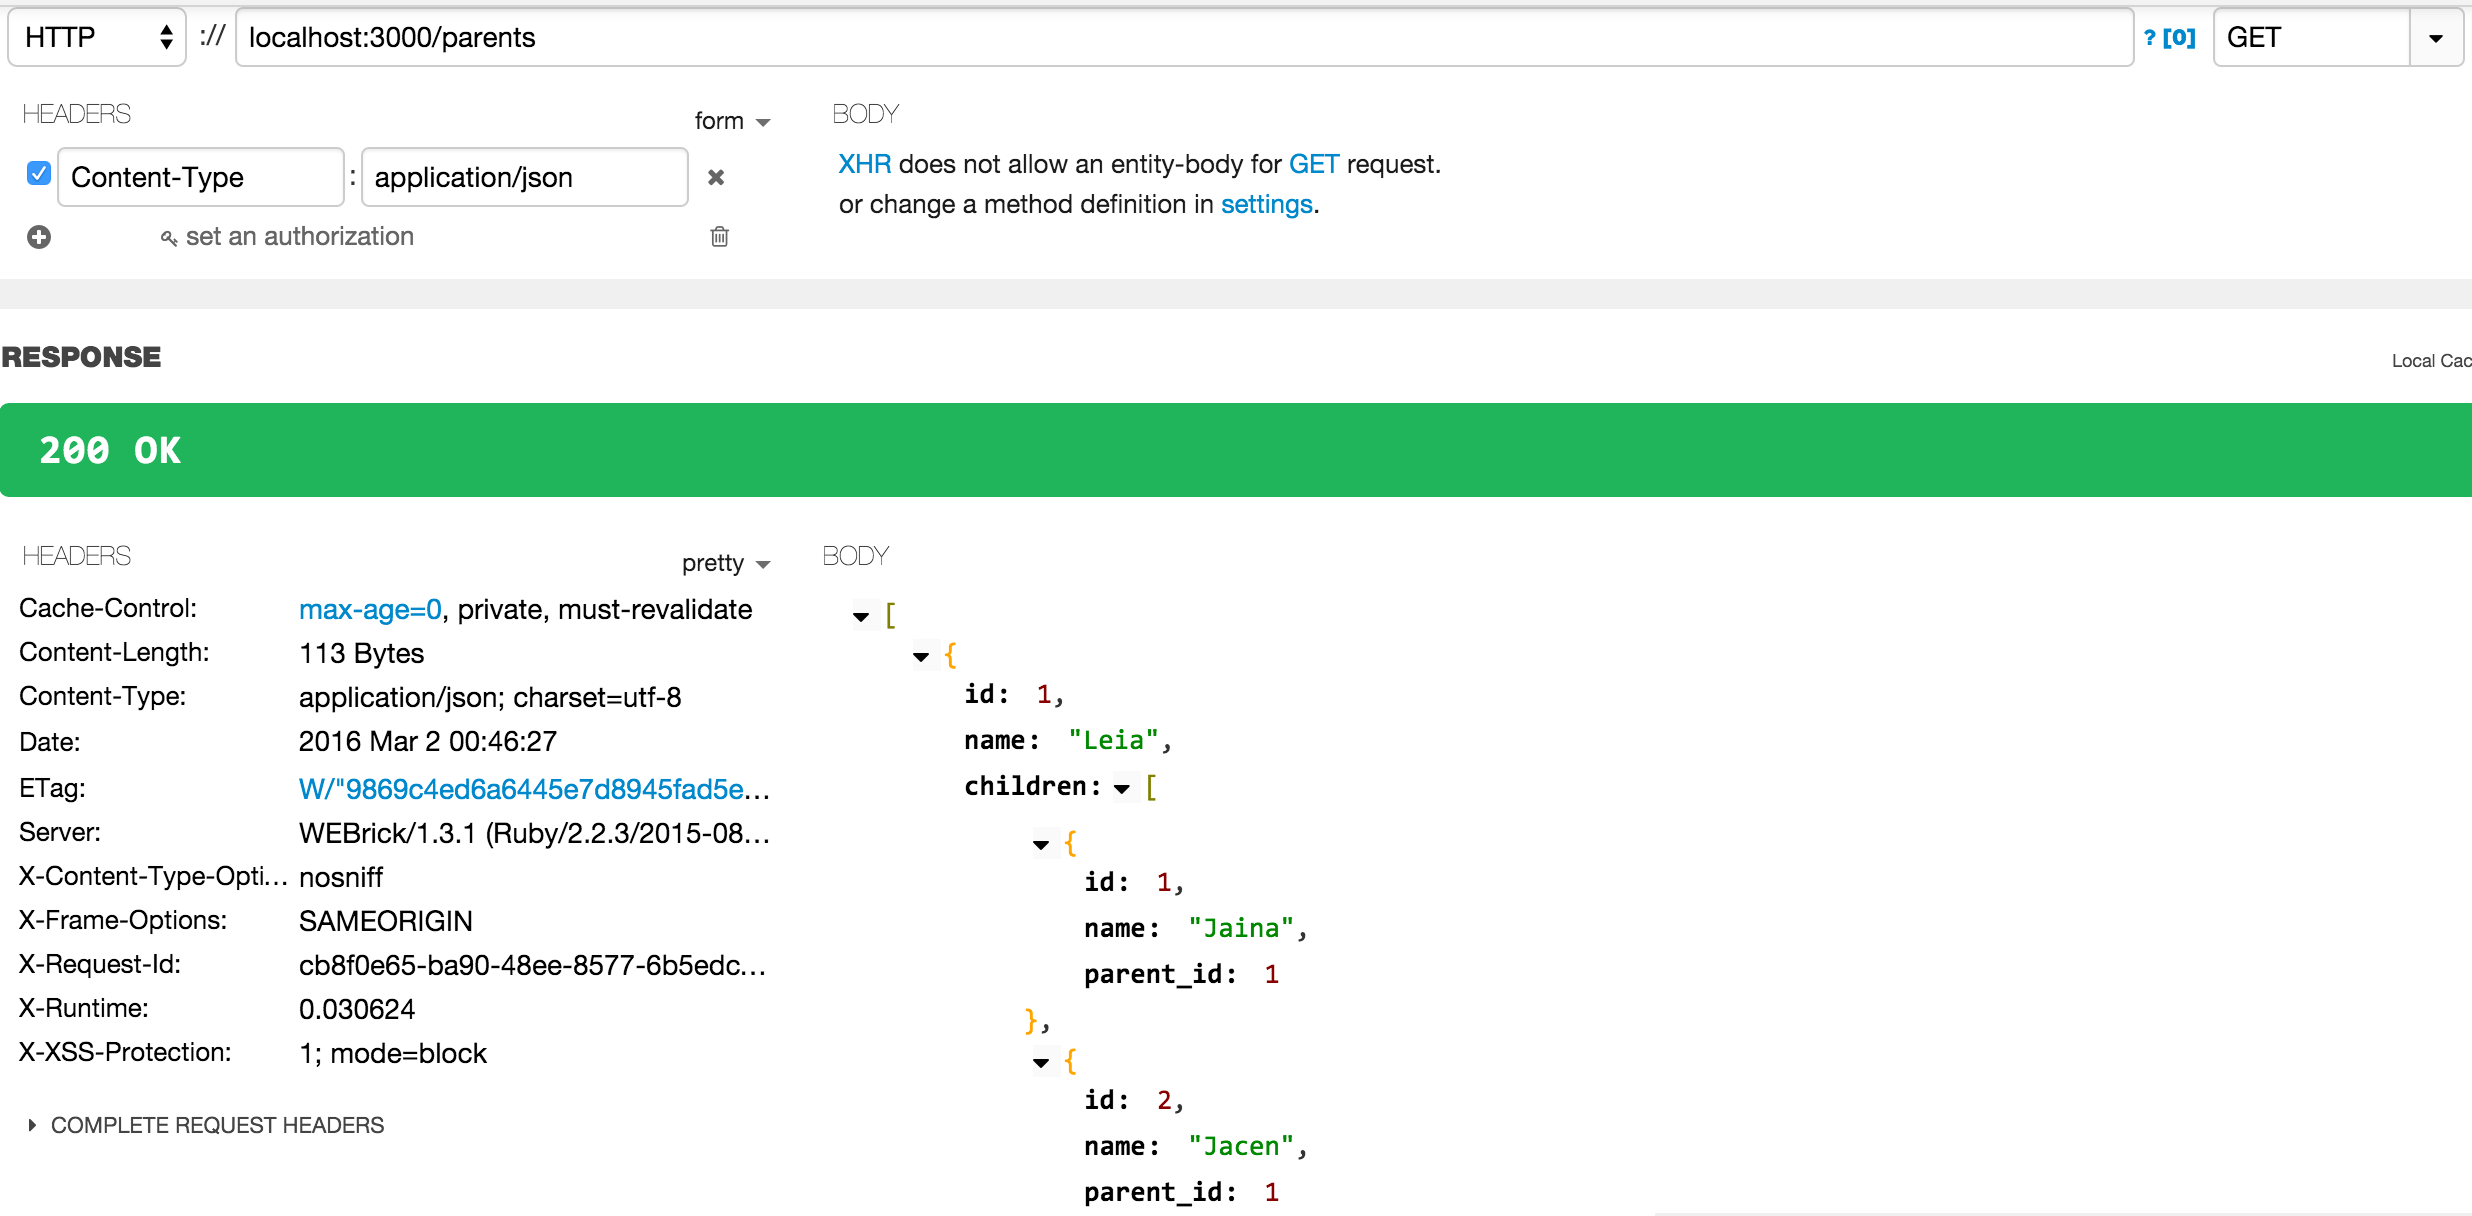 HTTP :// localhost:3000/parents ? [0] GET
HEADERS form
Content-Type : application/json
set an authorization
BODY
XHR does not allow an entity-body for GET request.
or change a method definition in settings.
RESPONSE
Local Cac
200 OK
HEADERS pretty
Cache-Control: max-age=0, private, must-revalidate
Content-Length: 113 Bytes
Content-Type: application/json; charset=utf-8
Date: 2016 Mar 2 00:46:27
ETag: W/"9869c4ed6a6445e7d8945fad5e...
Server: WEBrick/1.3.1 (Ruby/2.2.3/2015-08...
X-Content-Type-Opti... nosniff
X-Frame-Options: SAMEORIGIN
X-Request-Id: cb8f0e65-ba90-48ee-8577-6b5edc...
X-Runtime: 0.030624
X-XSS-Protection: 1; mode=block
COMPLETE REQUEST HEADERS
BODY
[
{
id: 1,
name: "Leia",
children: [
{
id: 1,
name: "Jaina",
parent_id: 1
},
{
id: 2,
name: "Jacen",
parent_id: 1